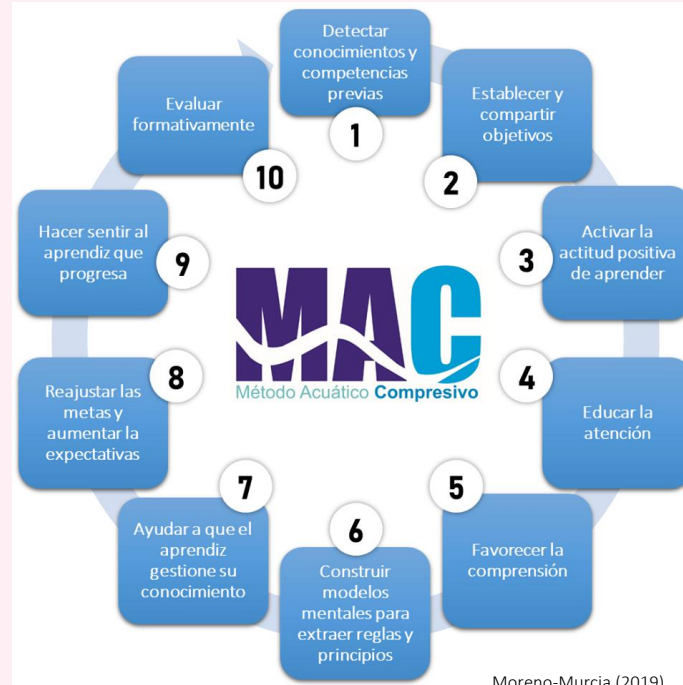 Detectar
conocimientos y
competencias
previas
1
Establecer y
compartir
objetivos
2
Activar la
actitud positiva
de aprender
3
Educar la
atención
4
Favorecer la
comprensión
5
Construir
modelos
mentales para
extraer reglas y
principios
6
Ayudar a que el
aprendiz
gestione su
conocimiento
7
Reajustar las
metas y
aumentar la
expectativas
8
Hacer sentir al
aprendiz que
progresa
9
Evaluar
formativamente
10
MAC
Método Acuático Compresivo
Moreno-Murcia (2019)